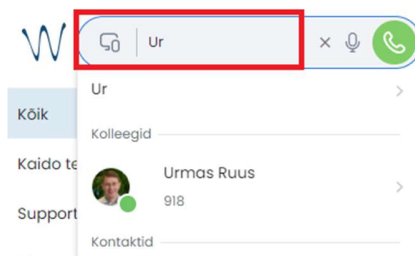 W
Ur
Ur
Kõik
Kolleegid
Kaido te
Urmas Ruus
918
Support
Kontaktid